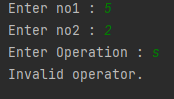 Enter no1 : 5
Enter no2 : 2
Enter Operation : s
Invalid operator.